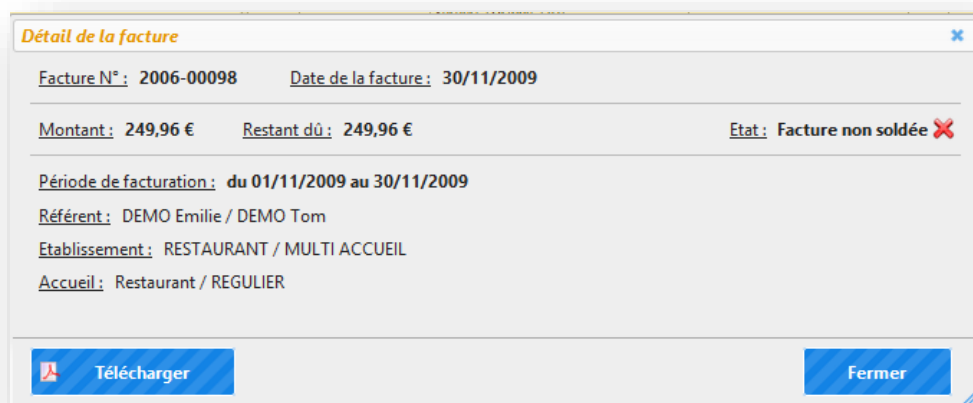 Détail de la facture
Facture N° : 2006-00098 Date de la facture : 30/11/2009
Montant : 249,96 € Restant dû : 249,96 € Etat : Facture non soldée
Période de facturation : du 01/11/2009 au 30/11/2009
Référent : DEMO Emilie / DEMO Tom
Etablissement : RESTAURANT / MULTI ACCUEIL
Accueil : Restaurant / REGULIER
Télécharger Fermer